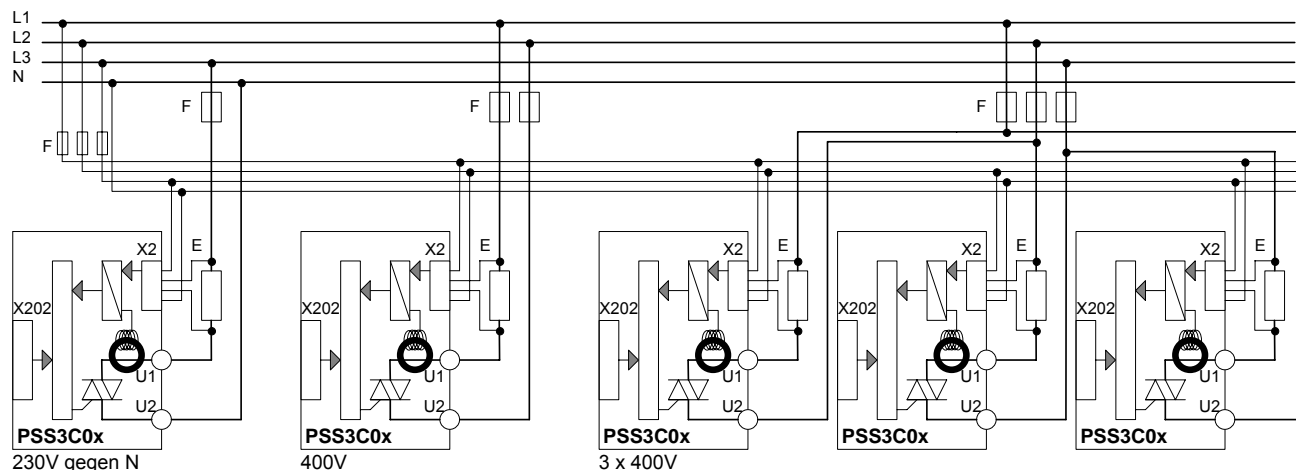 L1
L2
L3
N
F
F
F
F
X2
E
X202
U1
U2
PSS3C0x
230V gegen N
X2
E
X202
U1
U2
PSS3C0x
400V
X2
E
X202
U1
U2
PSS3C0x
3 x 400V
X2
E
X202
U1
U2
PSS3C0x
X2
E
X202
U1
U2
PSS3C0x